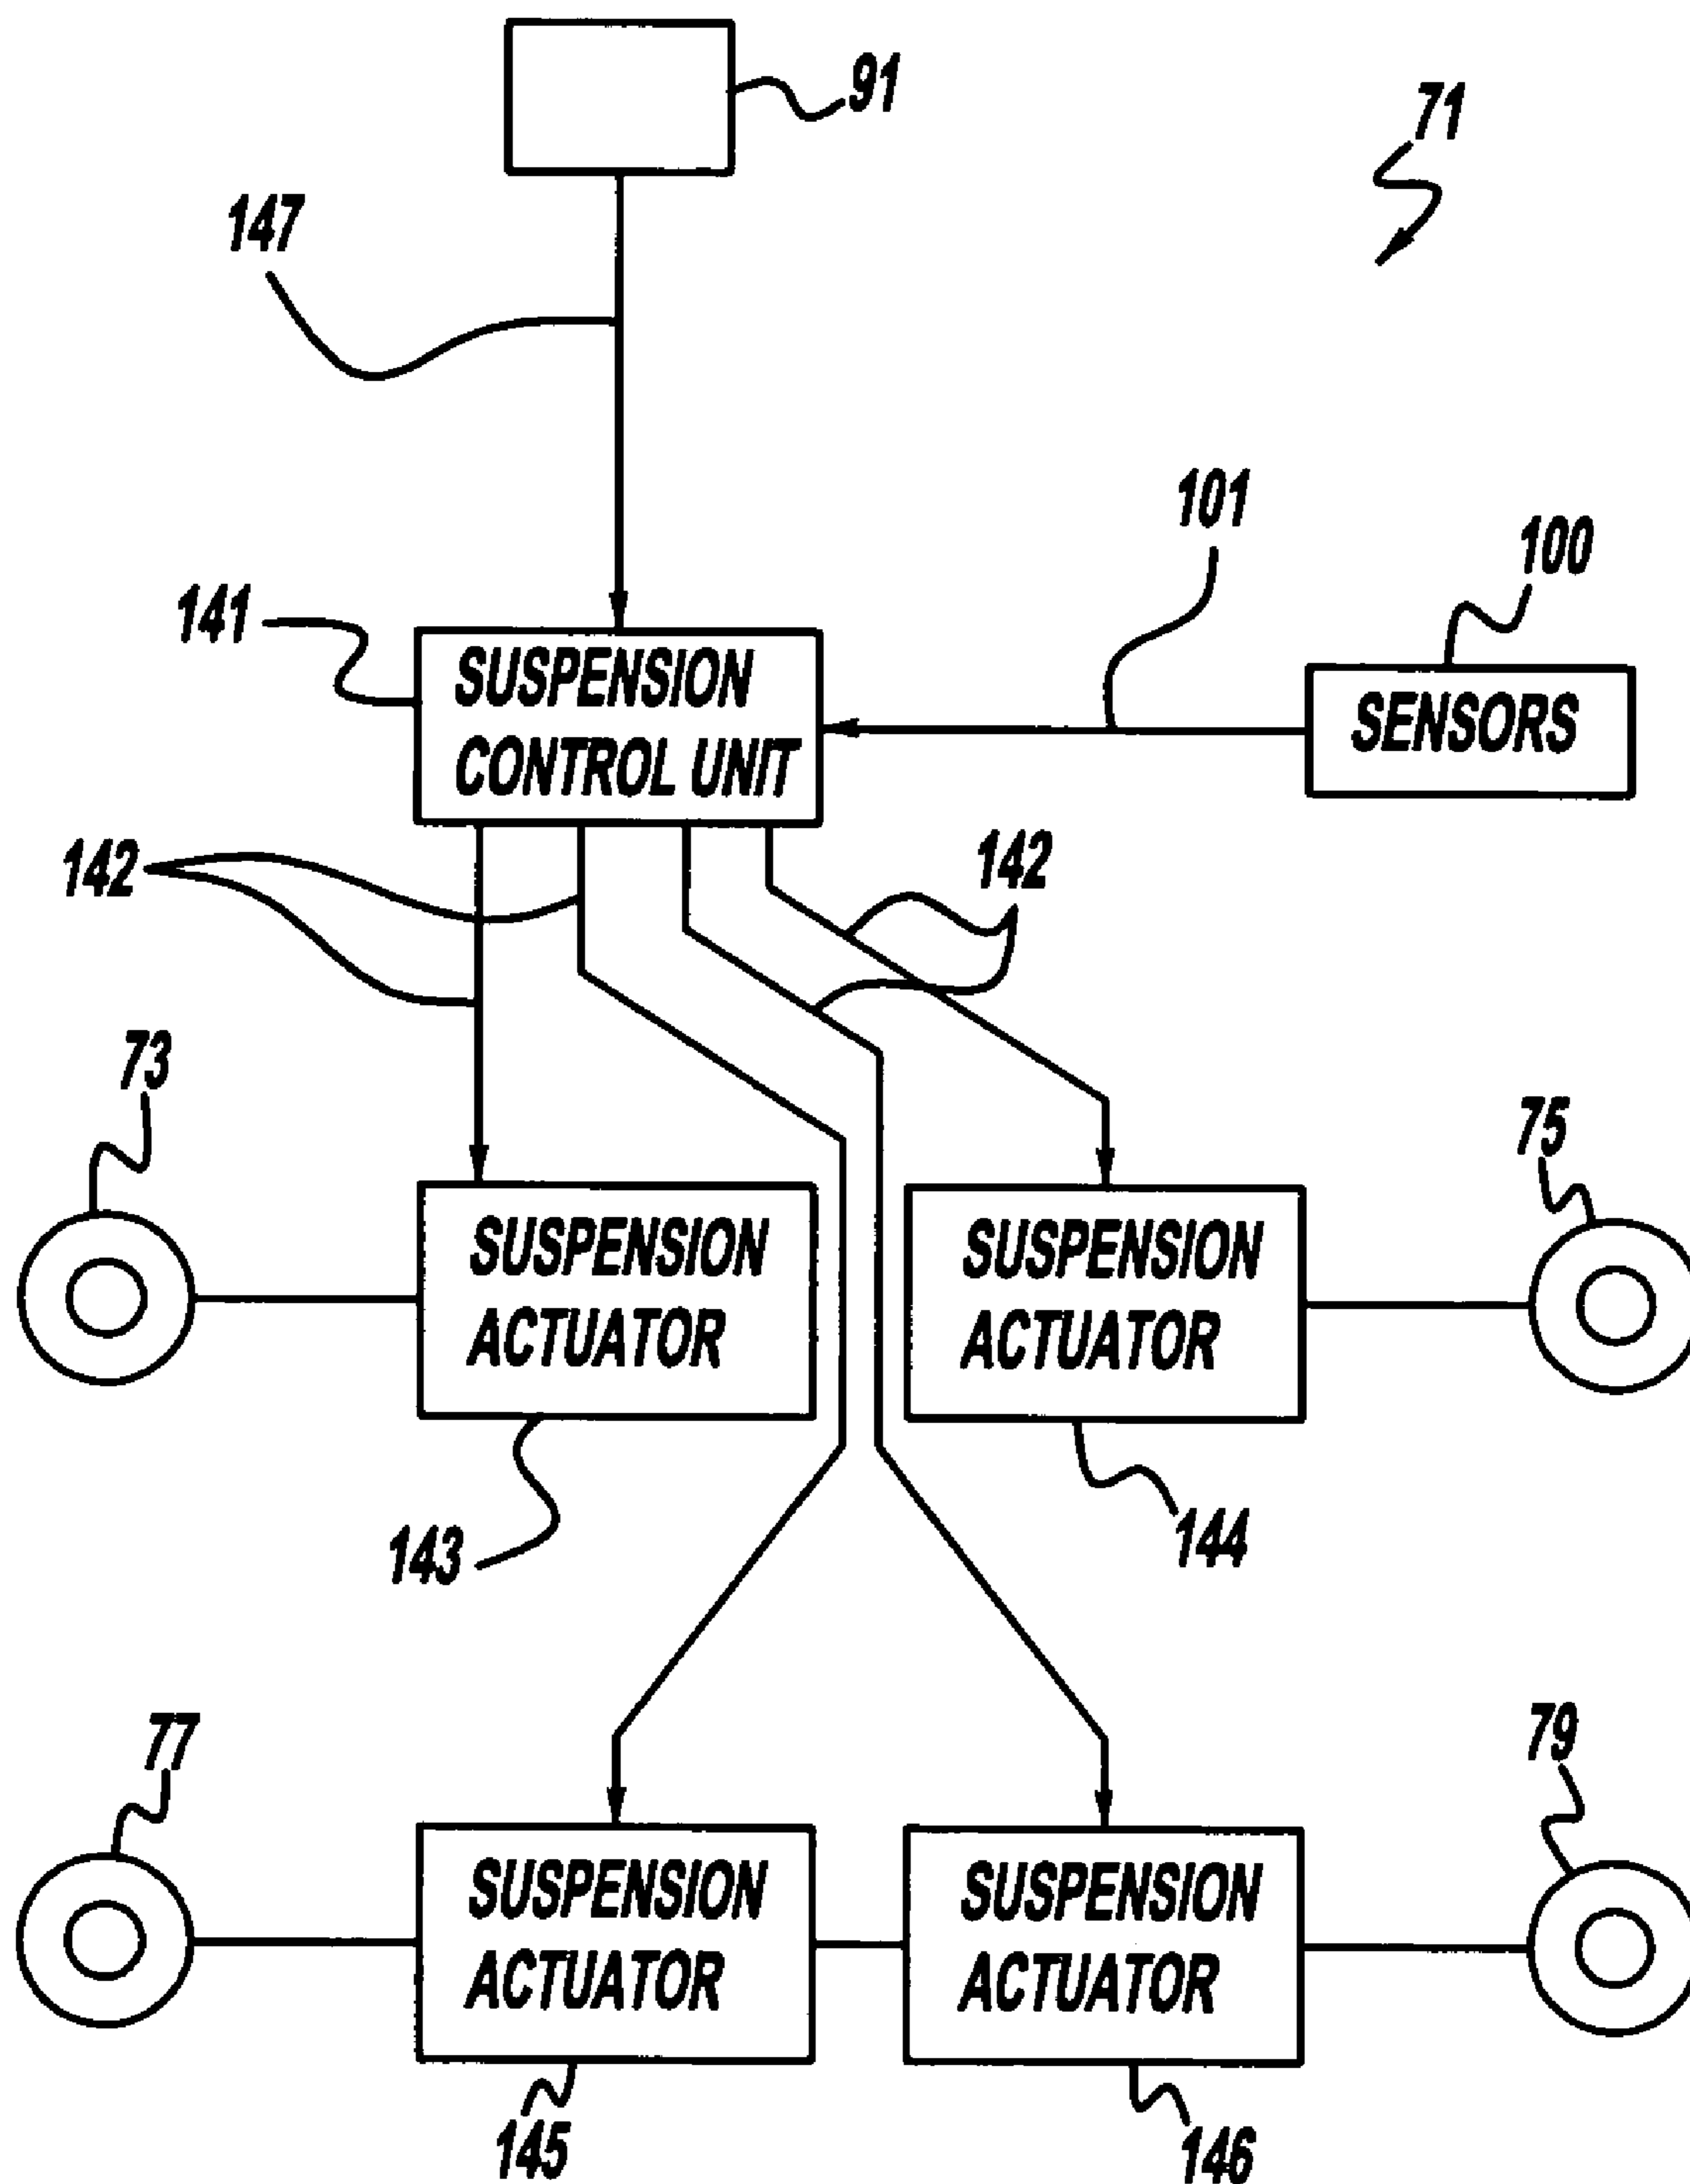 91
71
147
101
100
141
SUSPENSION
CONTROL UNIT
SENSORS
142
142
73
75
SUSPENSION
ACTUATOR
SUSPENSION
ACTUATOR
143
144
77
79
SUSPENSION
ACTUATOR
SUSPENSION
ACTUATOR
145
146